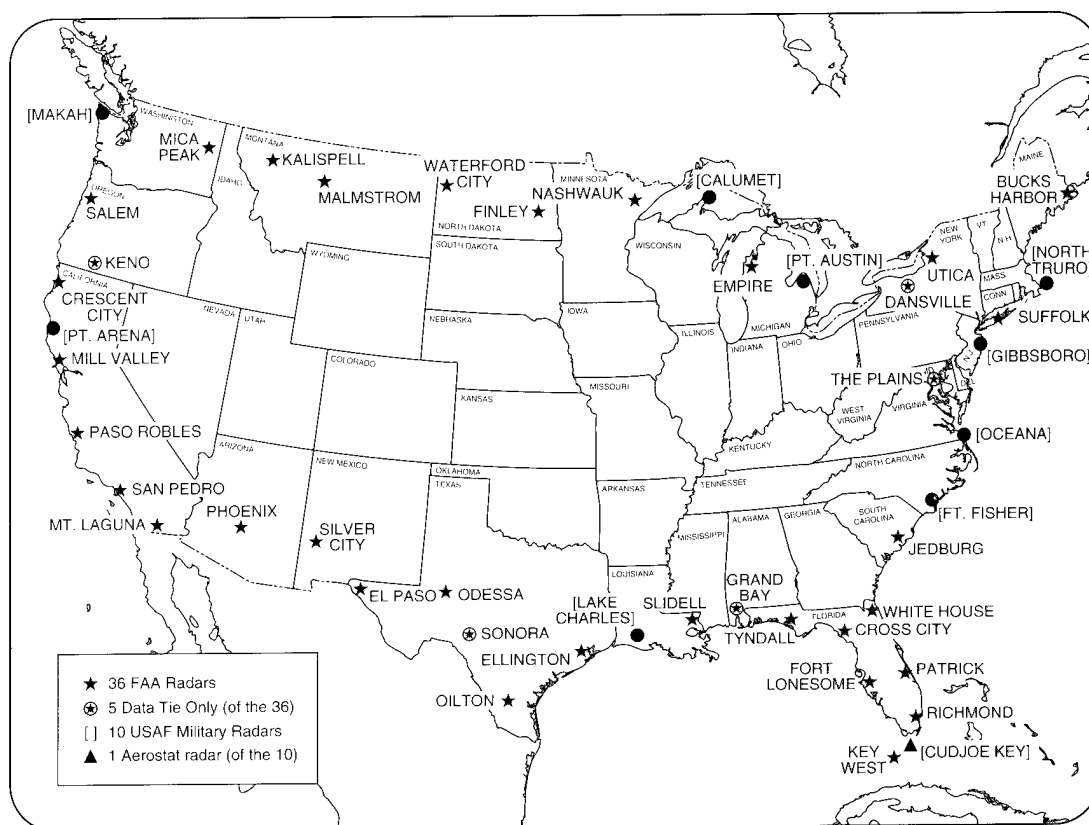 [MAKAH]
WASHINGTON
MICA
PEAK
MONTANA
KALISPELL
MALMSTROM
WATERFORD
CITY
FINLEY
MINNESOTA
NASHWAUK
[CALUMET]
MAINE
BUCKS
HARBOR
OREGON
SALEM
IDAHO
NORTH DAKOTA
SOUTH DAKOTA
WISCONSIN
[PT. AUSTIN]
EMPIRE
MICHIGAN
NEW
YORK
VT
N H
UTICA
[NORTH
TRURO]
MASS
CONN
DANSVILLE
SUFFOLK
KENO
WYOMING
CALIFORNIA
CRESCENT
CITY
NEVADA
UTAH
[PT. ARENA]
MILL VALLEY
NEBRASKA
IOWA
ILLINOIS
INDIANA
OHIO
PENNSYLVANIA
N J
[GIBBSBORO]
COLORADO
KANSAS
MISSOURI
THE PLAINS
MD
DEL
WEST
VIRGINIA
VIRGINIA
KENTUCKY
[OCEANA]
PASO ROBLES
ARIZONA
NEW MEXICO
OKLAHOMA
TEXAS
ARKANSAS
TENNESSEE
NORTH CAROLINA
SAN PEDRO
MT. LAGUNA
PHOENIX
SILVER
CITY
MISSISSIPPI
ALABAMA
GEORGIA
SOUTH
CAROLINA
[FT. FISHER]
JEDBURG
LOUISIANA
EL PASO
ODESSA
[LAKE
CHARLES]
SLIDELL
GRAND
BAY
FLORIDA
WHITE HOUSE
TYNDALL
CROSS CITY
SONORA
ELLINGTON
OILTON
FORT
LONESOME
PATRICK
RICHMOND
KEY
WEST
[CUDJOE KEY]
★ 36 FAA Radars
5 Data Tie Only (of the 36)
[ ] 10 USAF Military Radars
▲ 1 Aerostat radar (of the 10)